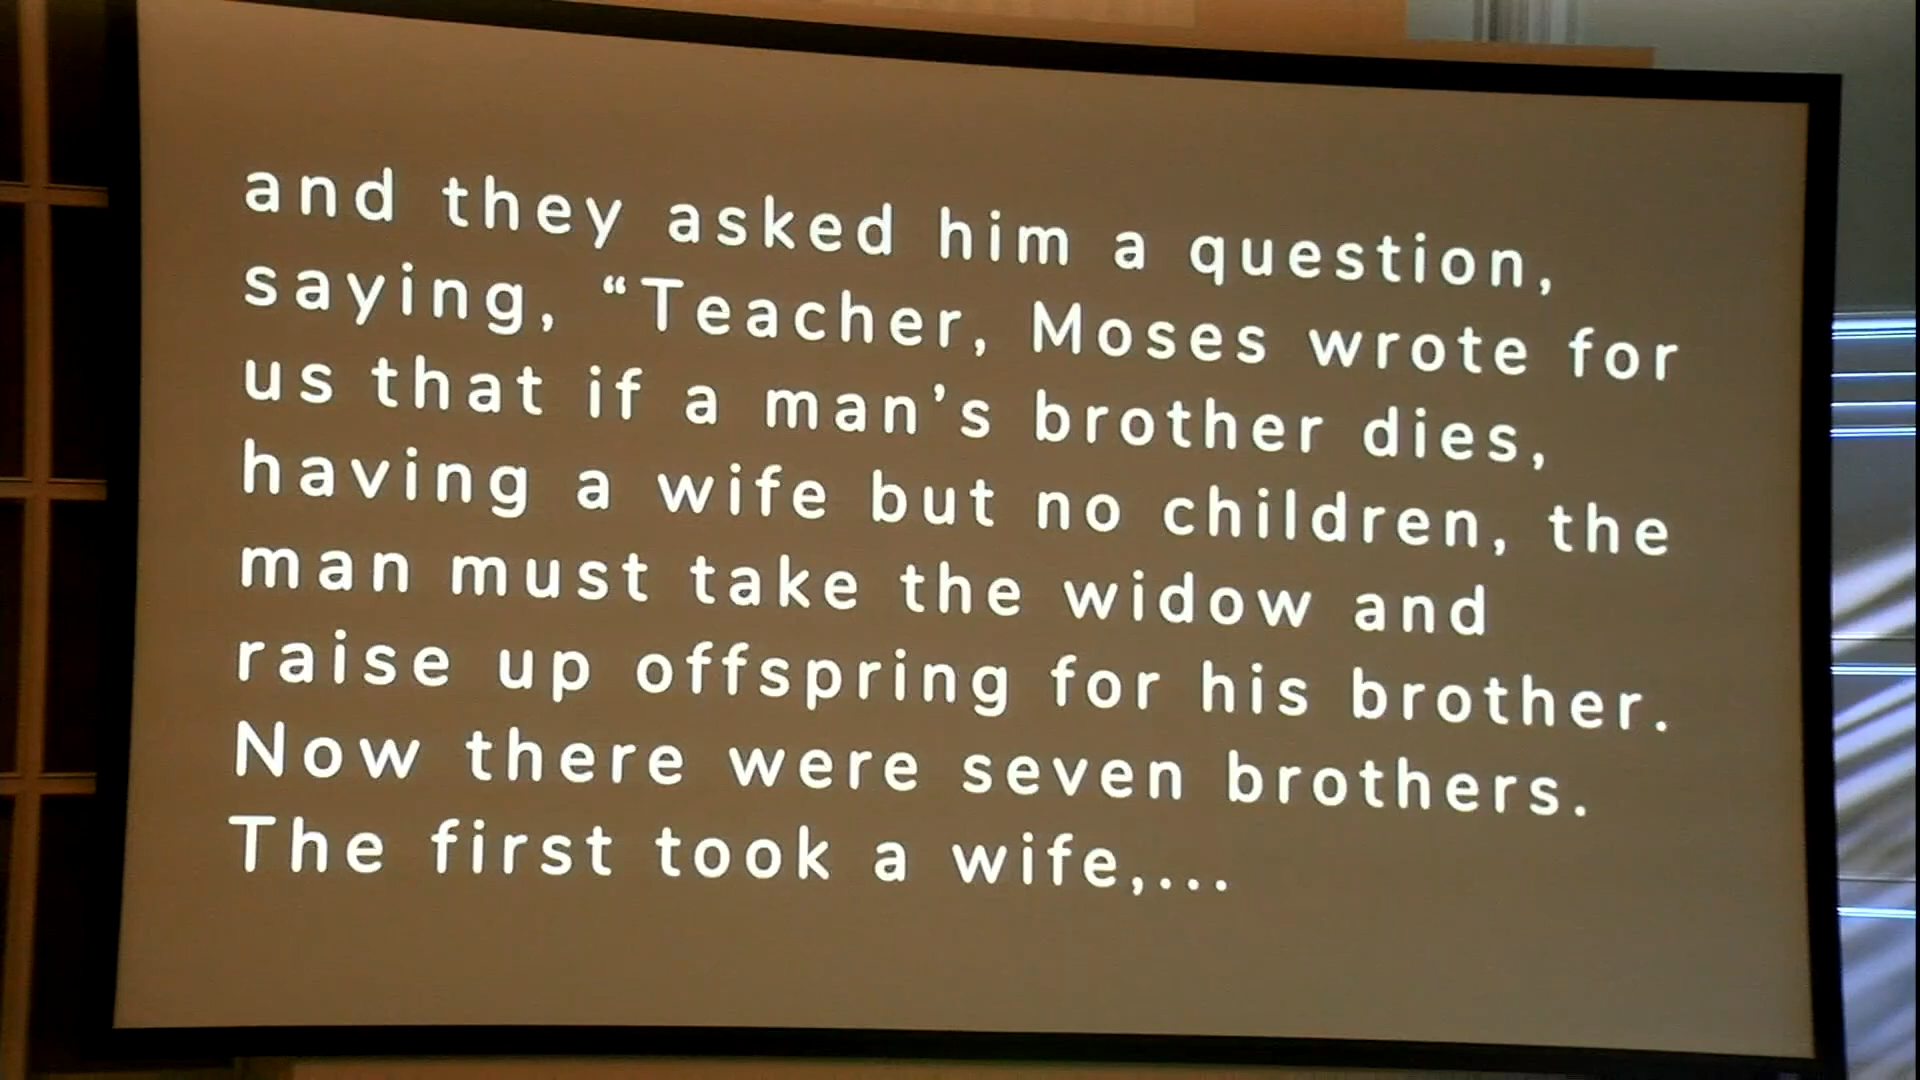 and they asked him a question,
saying, “Teacher, Moses wrote for
us that if a man’s brother dies,
having a wife but no children, the
man must take the widow and
raise up offspring for his brother.
Now there were seven brothers.
The first took a wife,...